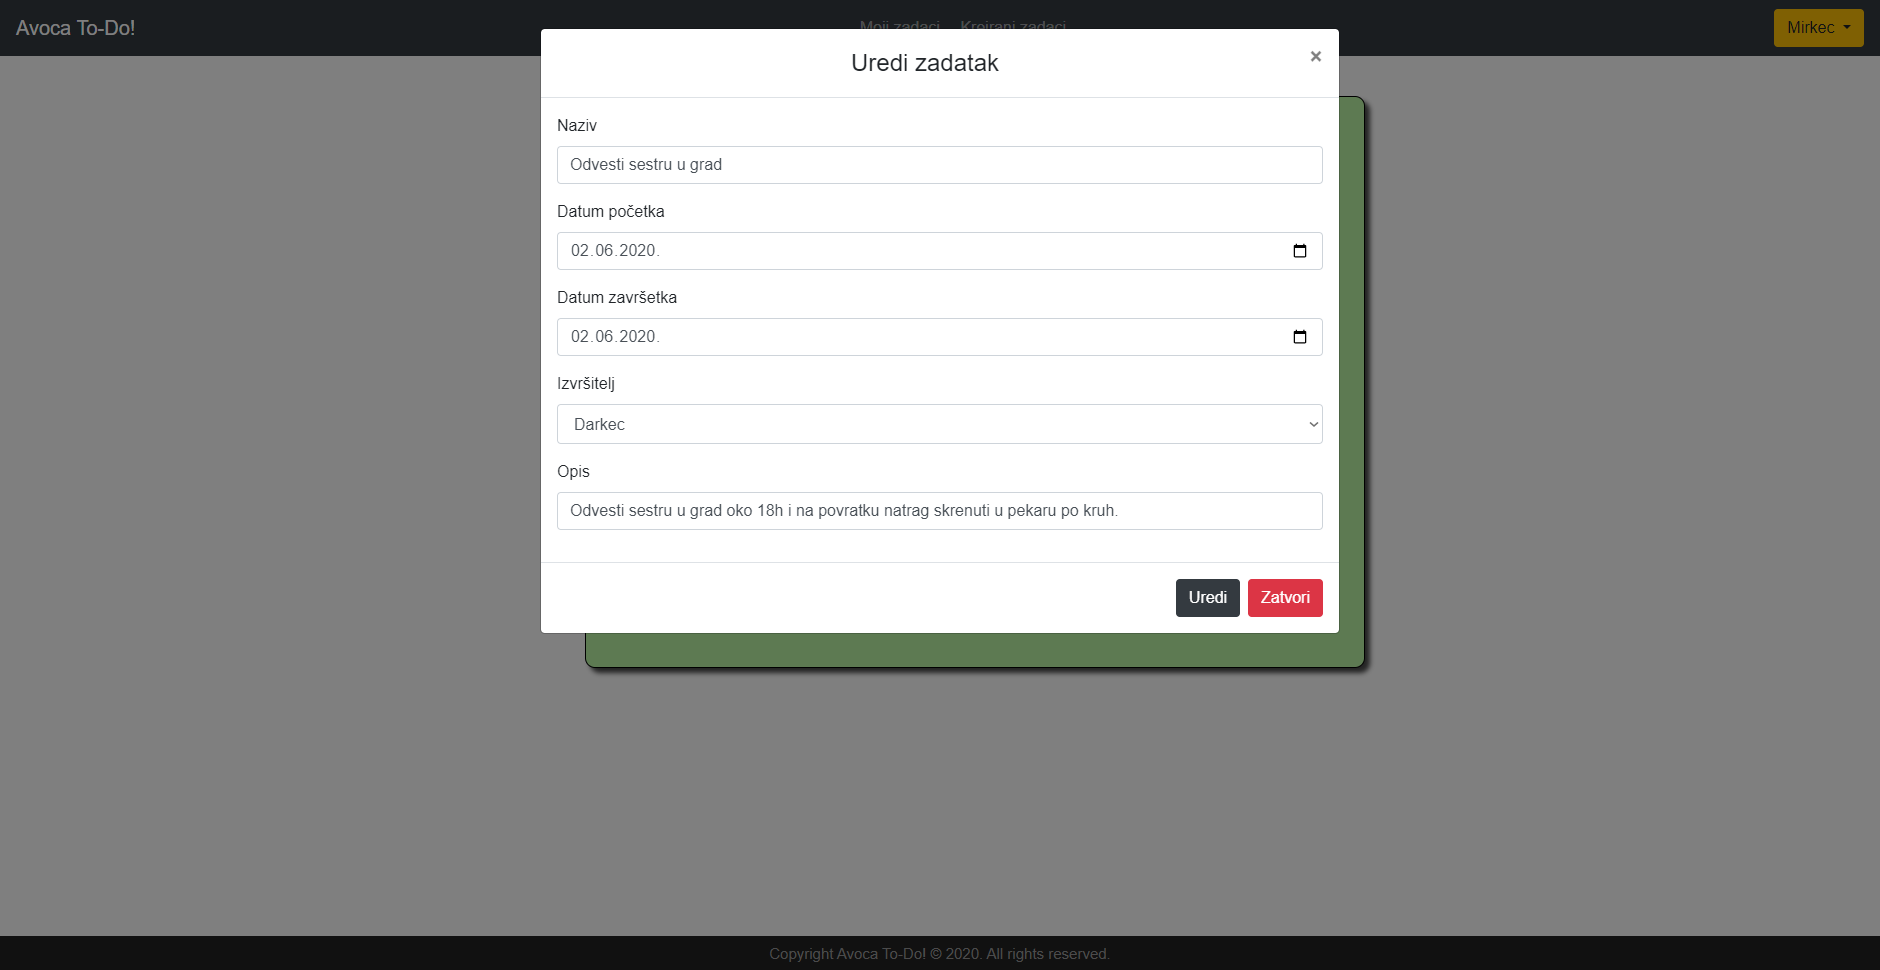 Avoca To-Do!
Moji zadaci Kreirani zadaci
Mirkec
Uredi zadatak
×
Naziv
Odvesti sestru u grad
Datum početka
02.06.2020.
Datum završetka
02.06.2020.
Izvršitelj
Darkec
Opis
Odvesti sestru u grad oko 18h i na povratku natrag skrenuti u pekaru po kruh.
Uredi Zatvori
Copyright Avoca To-Do! © 2020. All rights reserved.